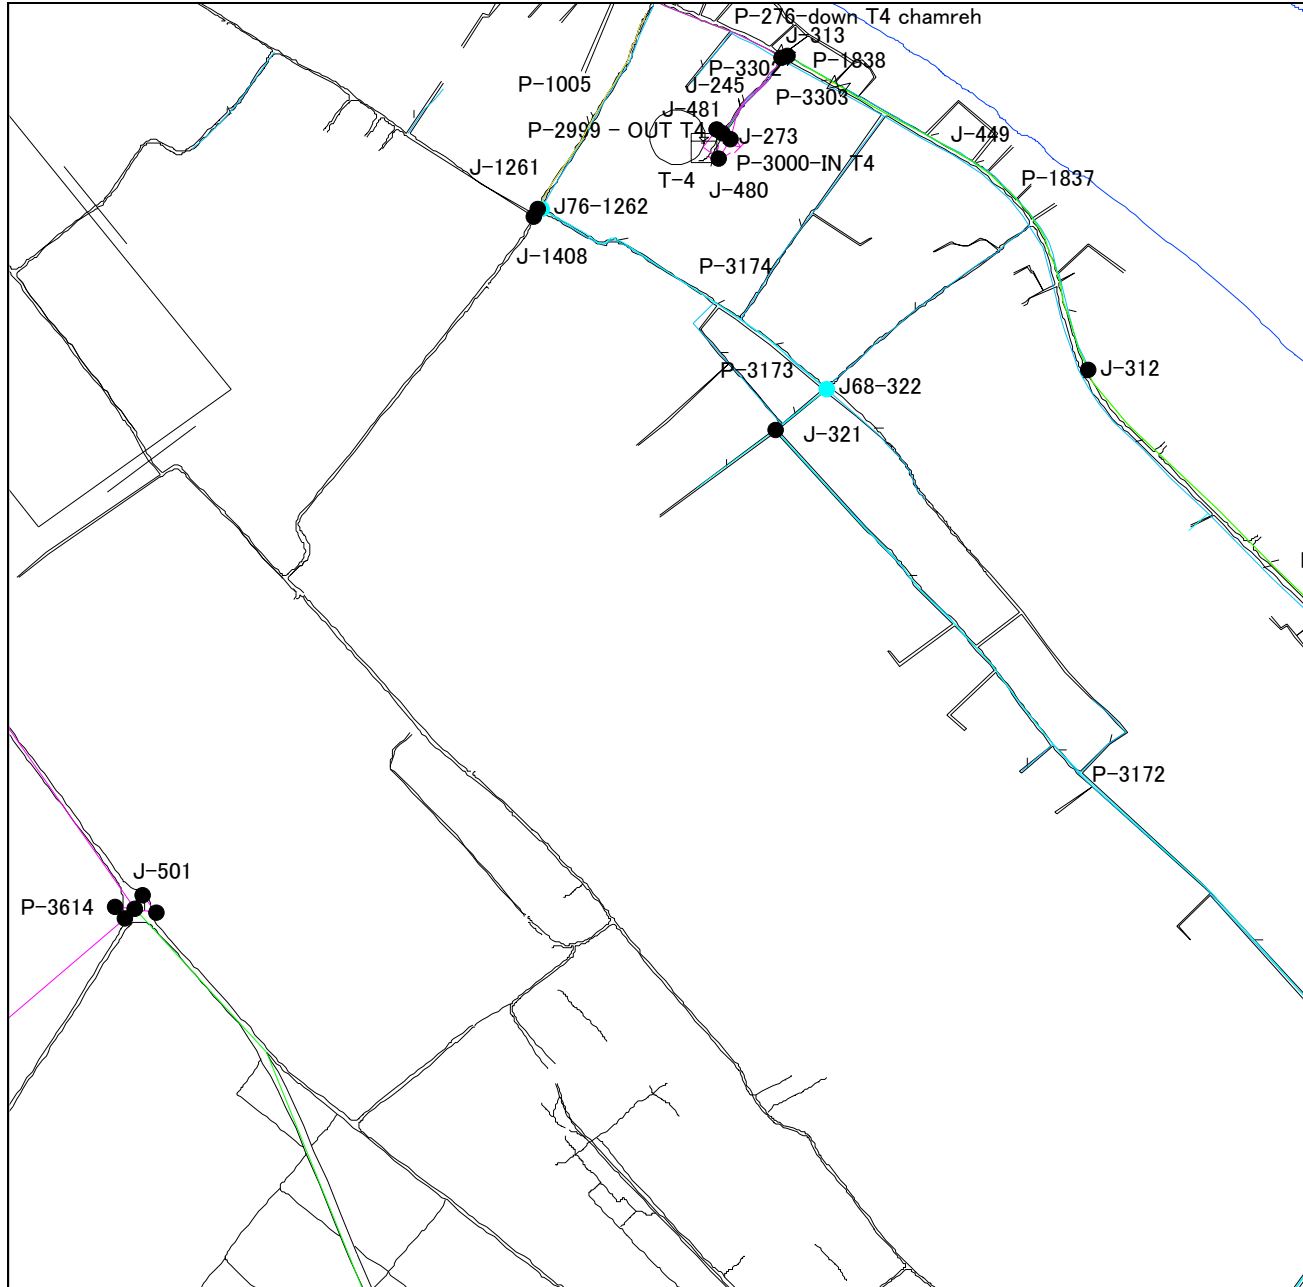 P-276-down T4 chamreh
J-313
P-3302
P-1838
P-1005
J-245
P-3303
J-481
P-2999 - OUT T4
J-273
J-449
J-1261
P-3000-IN T4
T-4
J-480
P-1837
J76-1262
J-1408
P-3174
P-3173
J-312
J68-322
J-321
P-3172
J-501
P-3614